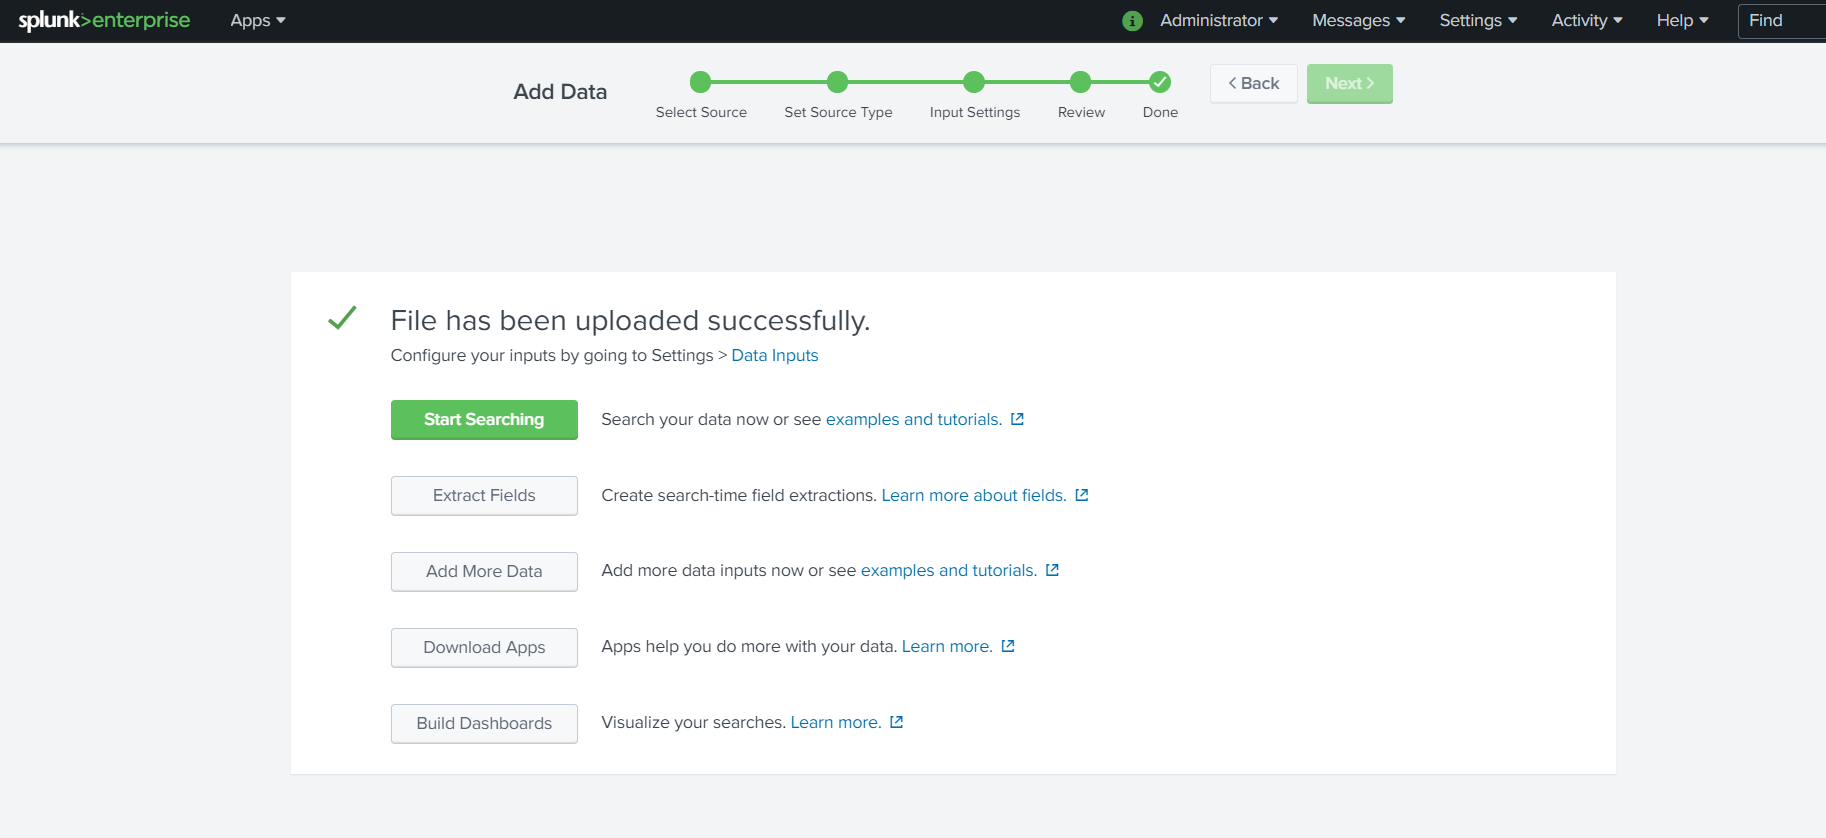 splunk>enterprise Apps i Administrator Messages Settings Activity Help Find
Add Data
Select Source Set Source Type Input Settings Review Done
< Back Next >
File has been uploaded successfully.
Configure your inputs by going to Settings > Data Inputs
Start Searching Search your data now or see examples and tutorials.
Extract Fields Create search-time field extractions. Learn more about fields.
Add More Data Add more data inputs now or see examples and tutorials.
Download Apps Apps help you do more with your data. Learn more.
Build Dashboards Visualize your searches. Learn more.